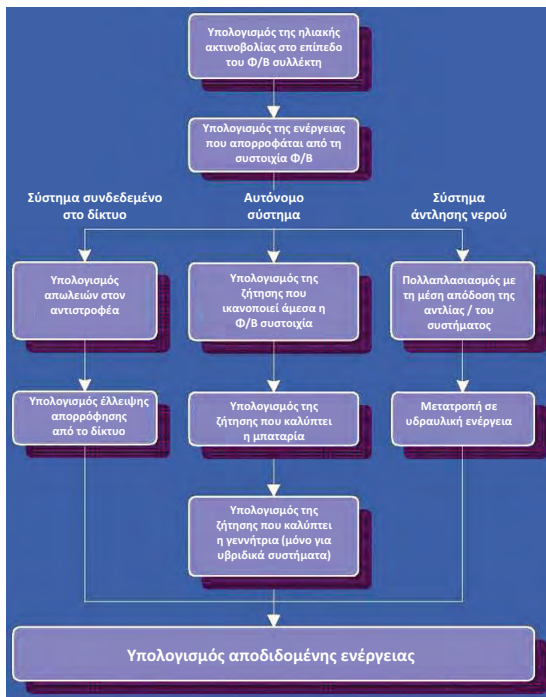 Υπολογισμός της ηλιακής
ακτινοβολίας στο επίπεδο
του Φ/Β συλλέκτη
Υπολογισμός της ενέργειας
που απορροφάται από τη
συστοιχία Φ/Β
Σύστημα συνδεδεμένο
στο δίκτυο
Αυτόνομο
σύστημα
Σύστημα
άντλησης νερού
Υπολογισμός
απωλειών στον
αντιστροφέα
Υπολογισμός της
ζήτησης που
ικανοποιεί άμεσα η
Φ/Β συστοιχία
Πολλαπλασιασμός με
τη μέση απόδοση της
αντλίας / του
συστήματος
Υπολογισμός έλλειψης
απορρόφησης
από το δίκτυο
Υπολογισμός της
ζήτησης που καλύπτει
η μπαταρία
Μετατροπή σε
υδραυλική ενέργεια
Υπολογισμός της
ζήτησης που καλύπτει
η γεννήτρια (μόνο για
υβριδικά συστήματα)
Υπολογισμός αποδιδομένης ενέργειας